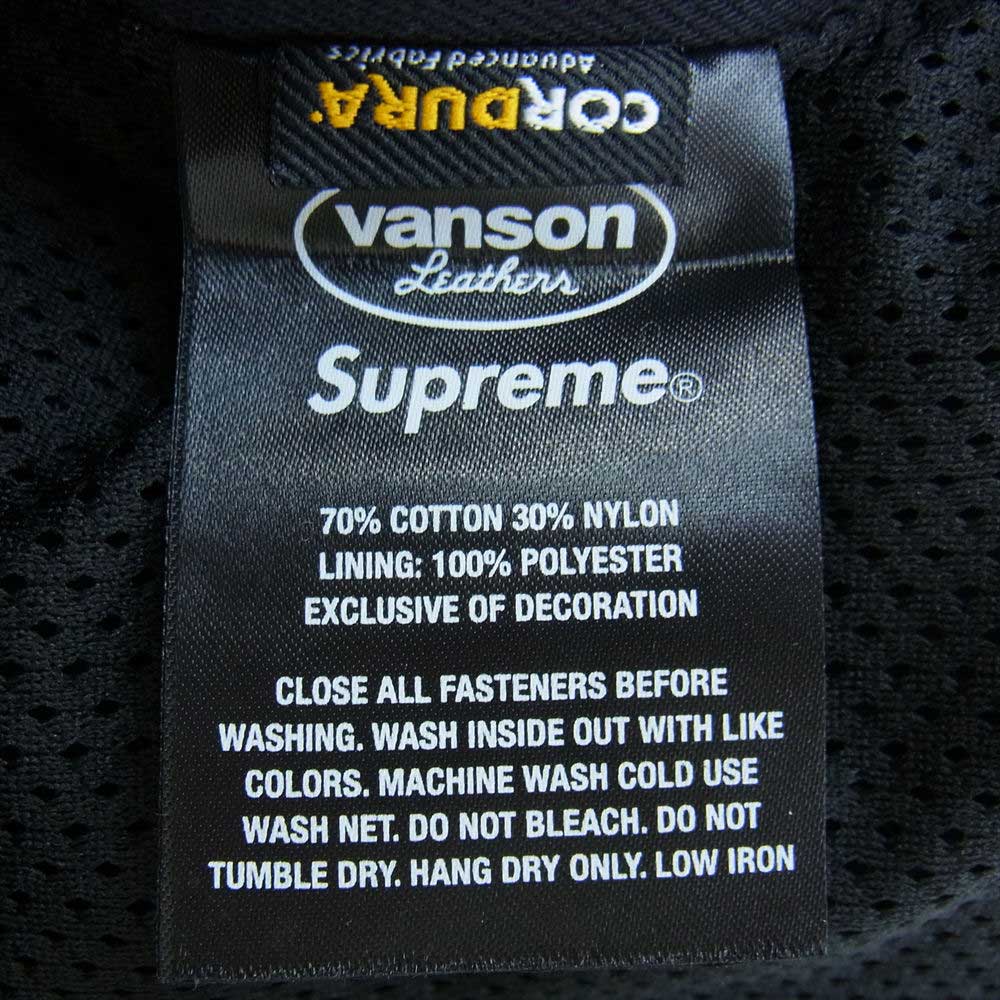 Advanced Fabrics
CORDURA
vanson
Leathers
Supreme®
70% COTTON 30% NYLON
LINING: 100% POLYESTER
EXCLUSIVE OF DECORATION
CLOSE ALL FASTENERS BEFORE
WASHING. WASH INSIDE OUT WITH LIKE
COLORS. MACHINE WASH COLD USE
WASH NET. DO NOT BLEACH. DO NOT
TUMBLE DRY. HANG DRY ONLY. LOW IRON